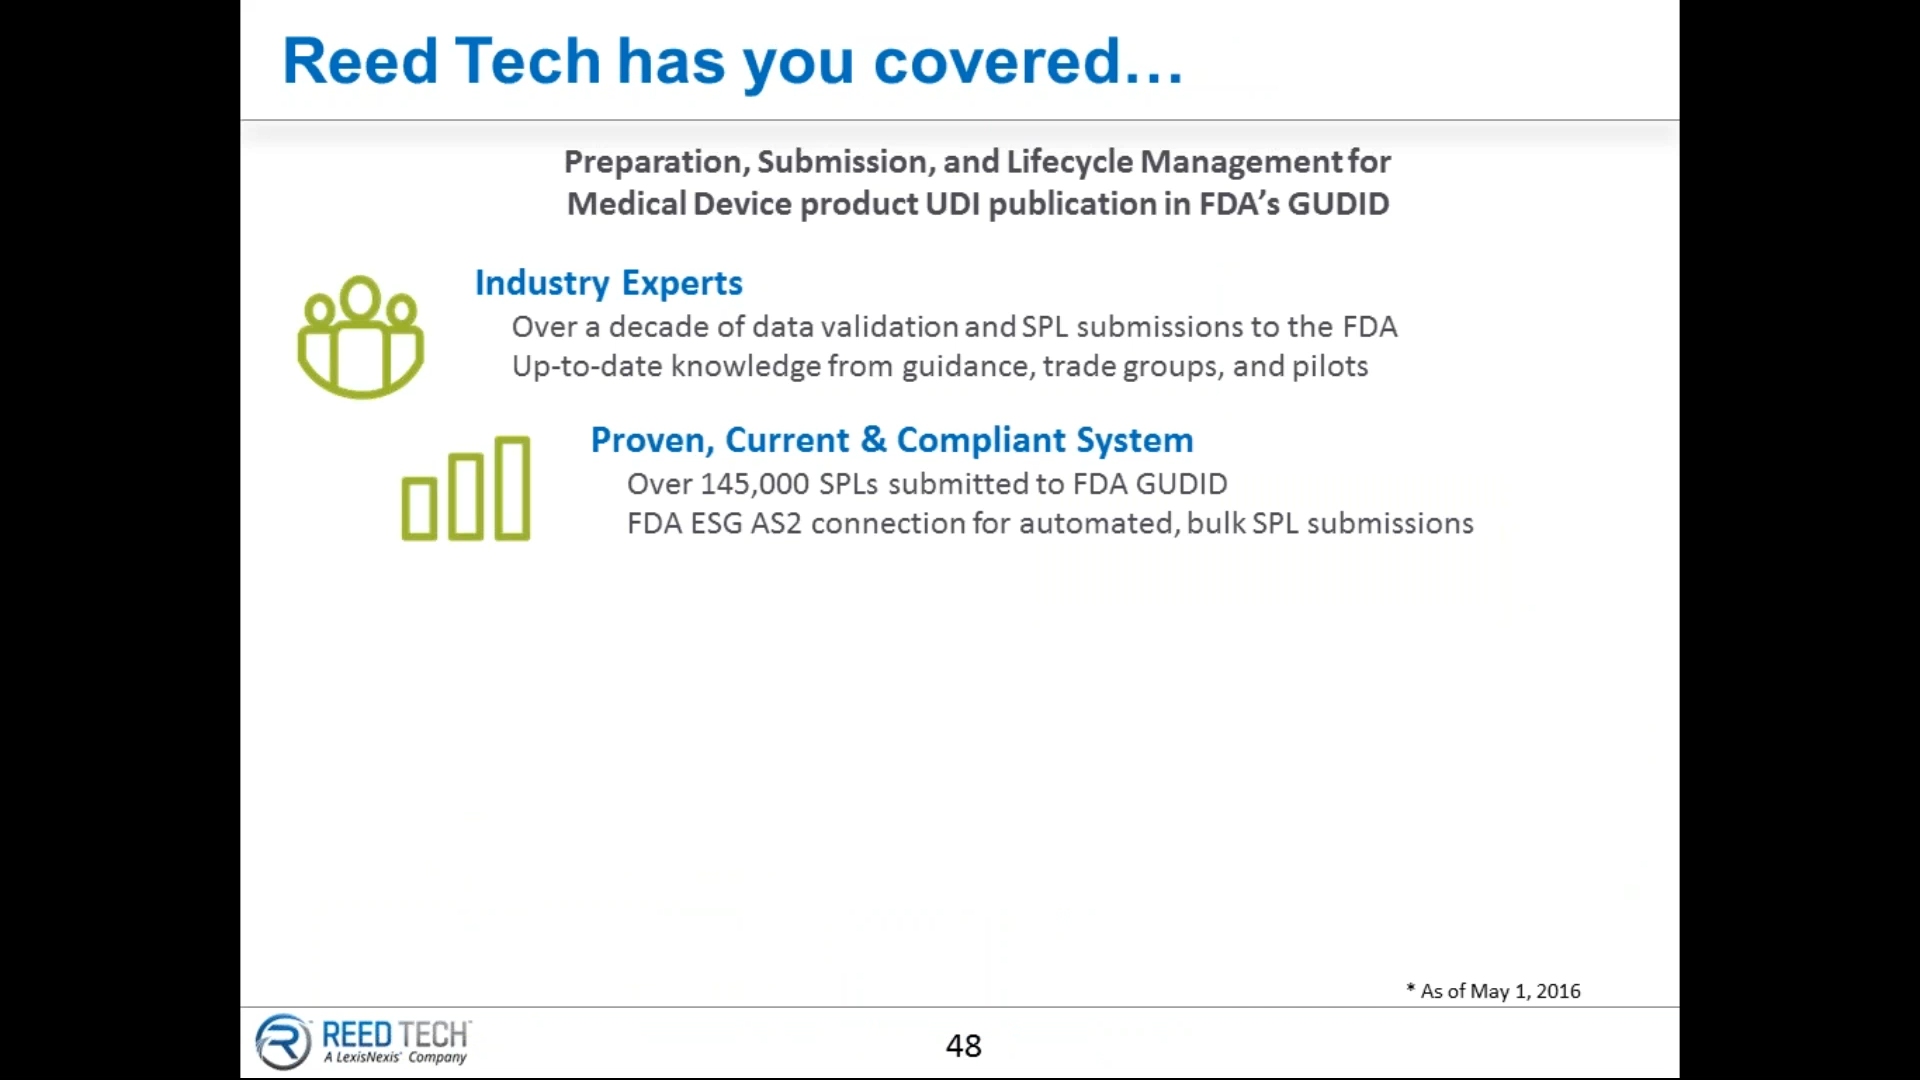 Reed Tech has you covered...
Preparation, Submission, and Lifecycle Management for
Medical Device product UDI publication in FDA’s GUDID
Industry Experts
Over a decade of data validation and SPL submissions to the FDA
Up-to-date knowledge from guidance, trade groups, and pilots
Proven, Current & Compliant System
Over 145,000 SPLs submitted to FDA GUDID
FDA ESG AS2 connection for automated, bulk SPL submissions
* As of May 1, 2016
REED TECH™
A LexisNexis® Company
48